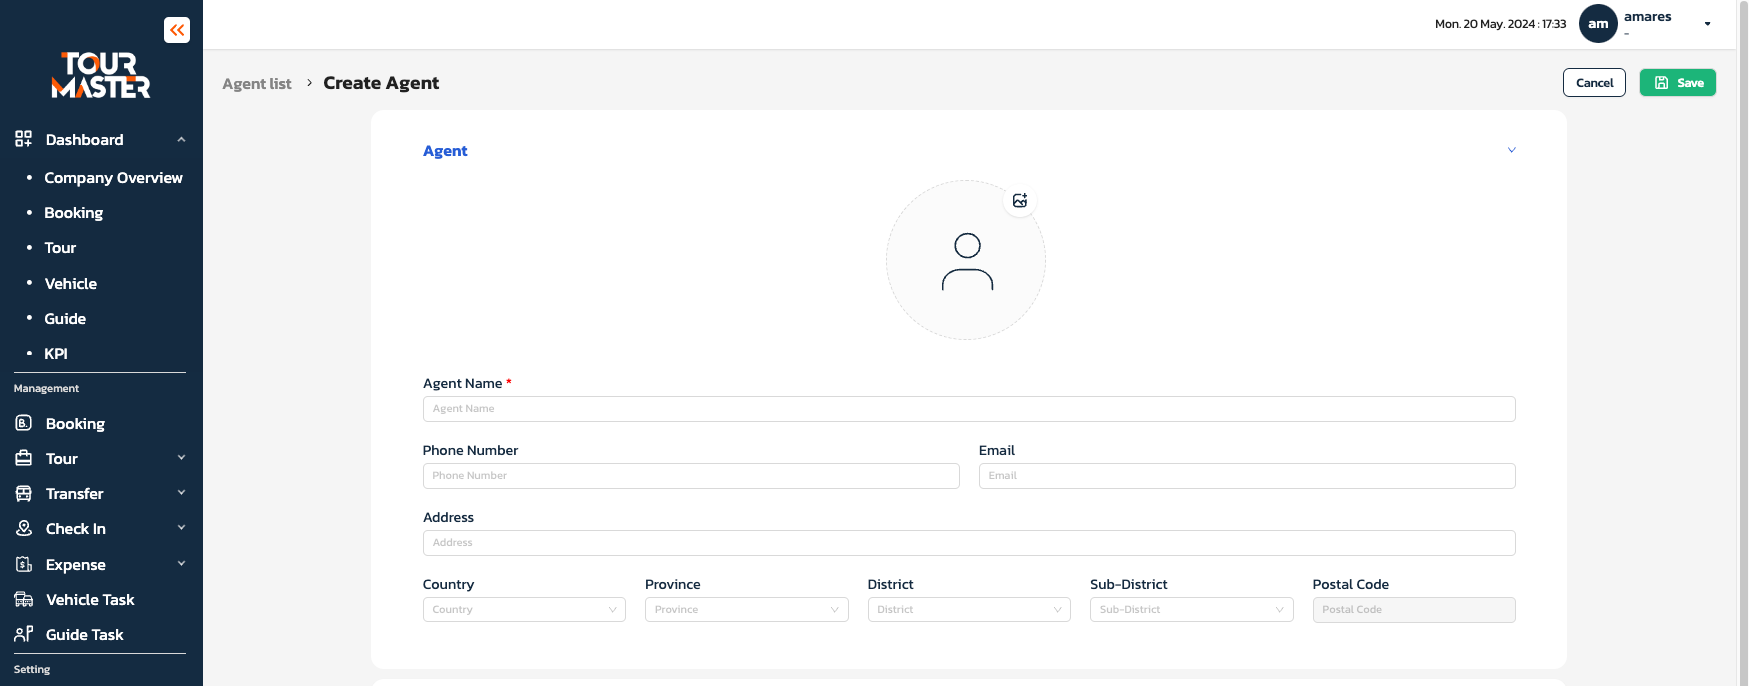 Mon. 20 May. 2024 : 17:33
am
amares
-
TOUR
MASTER
Agent list > Create Agent
Cancel
Save
Dashboard
Company Overview
Booking
Tour
Vehicle
Guide
KPI
Management
Booking
Tour
Transfer
Check In
Expense
Vehicle Task
Guide Task
Setting
Agent
Agent Name *
Agent Name
Phone Number
Email
Phone Number
Email
Address
Address
Country
Province
District
Sub-District
Postal Code
Country
Province
District
Sub-District
Postal Code